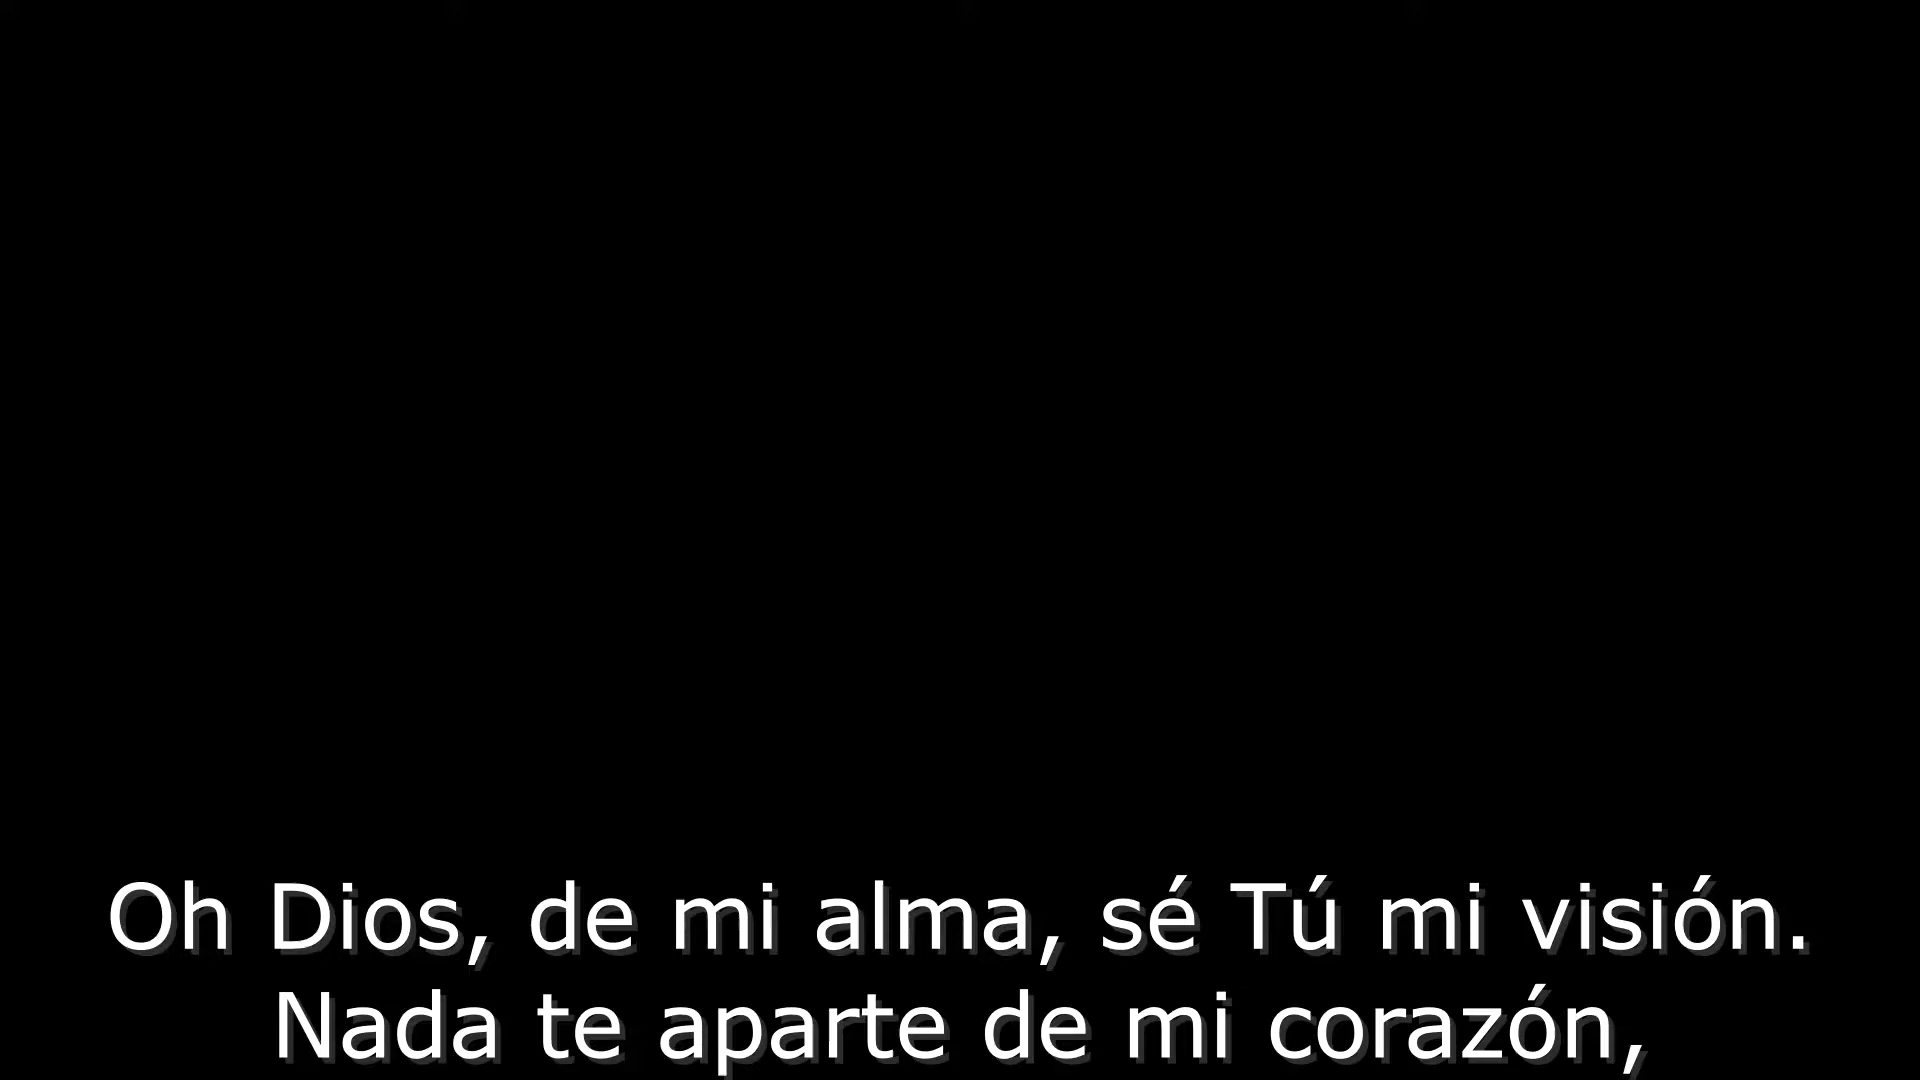 Oh Dios, de mi alma, sé Tú mi visión.
Nada te aparte de mi corazón,